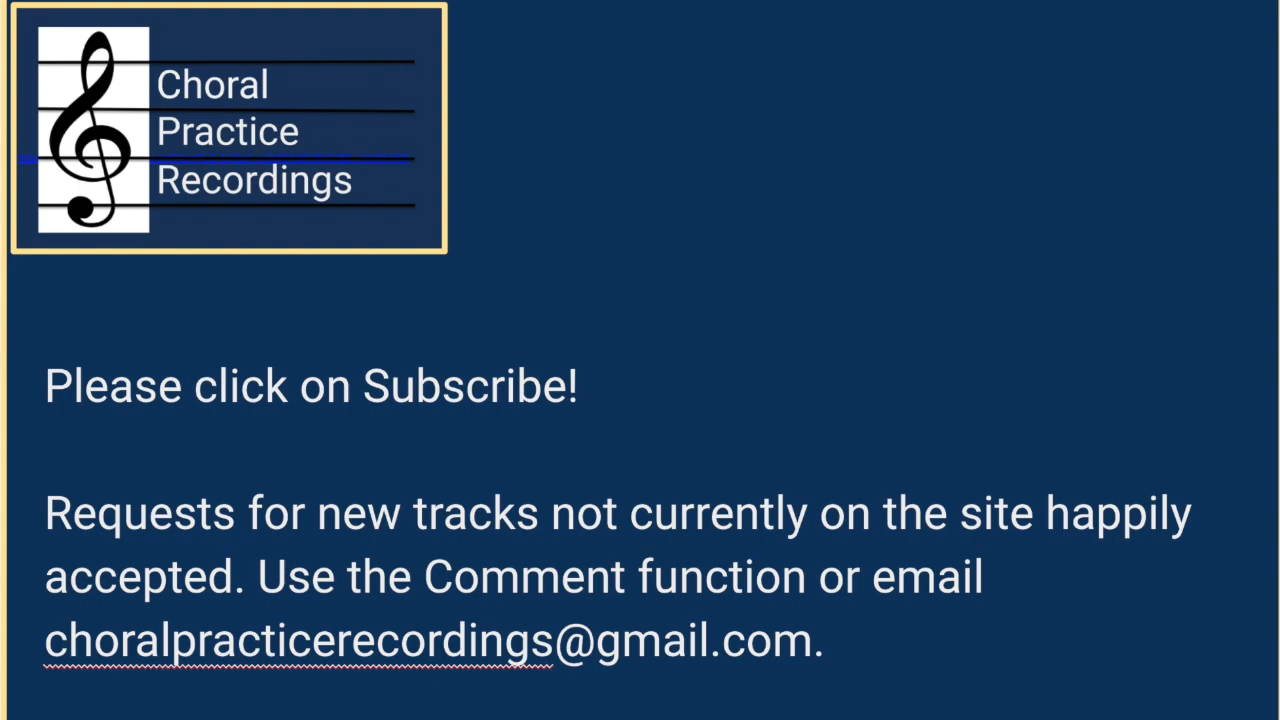 Choral
Practice
Recordings
Please click on Subscribe!
Requests for new tracks not currently on the site happily
accepted. Use the Comment function or email
choralpracticerecordings@gmail.com.